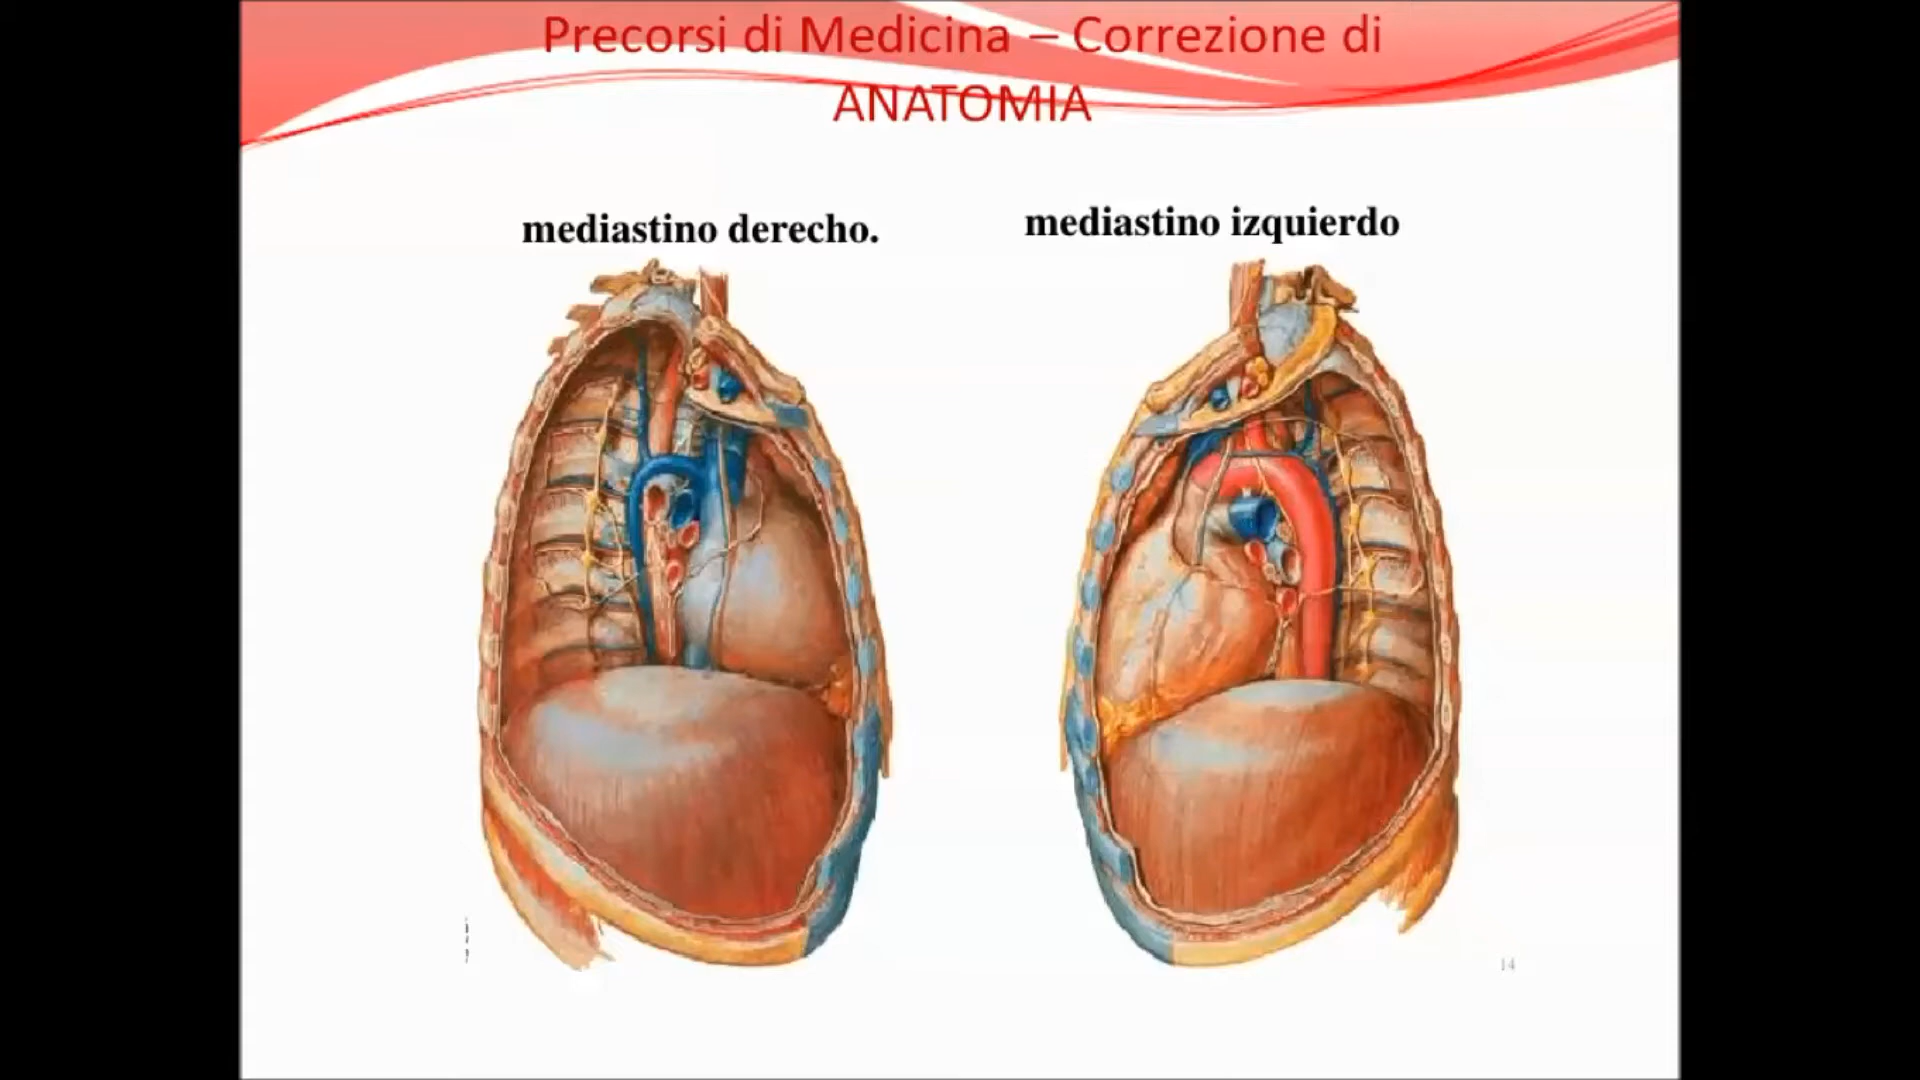 Precorsi di Medicina – Correzione di
ANATOMIA
mediastino derecho.
mediastino izquierdo
14